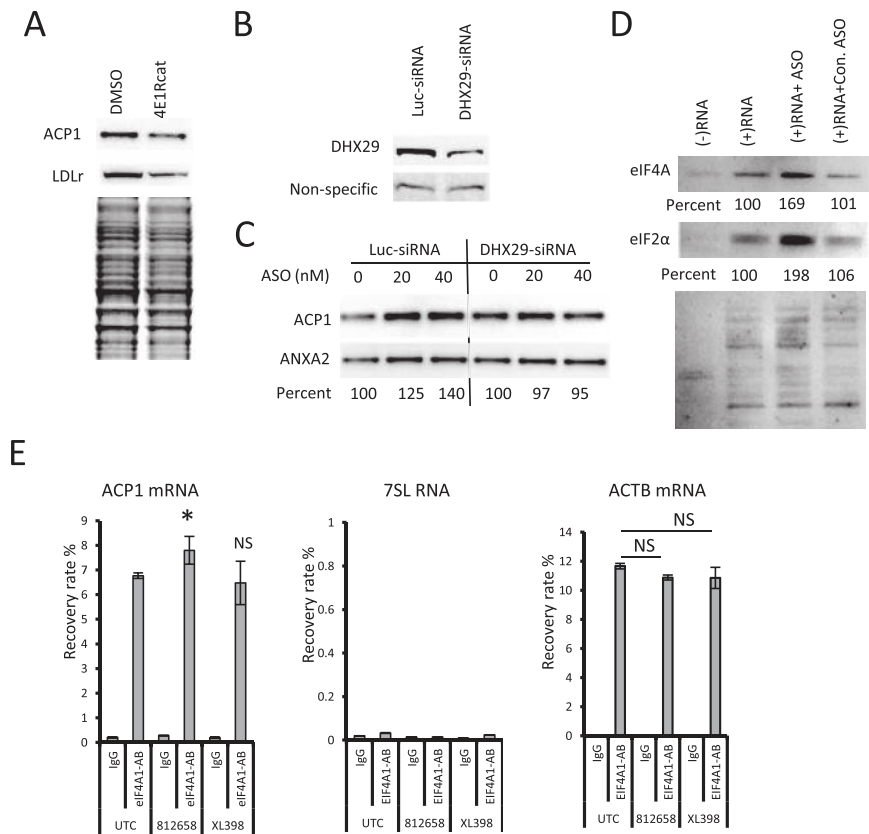 A
DMSO
4E1Rcat
ACP1
LDLr
B
Luc-siRNA
DHX29-siRNA
DHX29
Non-specific
C
Luc-siRNA DHX29-siRNA
ASO (nM) 0 20 40 0 20 40
ACP1
ANXA2
Percent 100 125 140 100 97 95
D
(-)RNA
(+)RNA
(+)RNA+ ASO
(+)RNA+Con. ASO
eIF4A
Percent 100 169 101
eIF2α
Percent 100 198 106
E
ACP1 mRNA
Recovery rate %
9
8
7
6
5
4
3
2
1
0
*
NS
IgG
eIF4A1-AB
IgG
eIF4A1-AB
IgG
eIF4A1-AB
UTC 812658 XL398
7SL RNA
Recovery rate %
1
0.8
0.6
0.4
0.2
0
IgG
EIF4A1-AB
IgG
EIF4A1-AB
IgG
EIF4A1-AB
UTC 812658 XL398
ACTB mRNA
Recovery rate %
14
12
10
8
6
4
2
0
NS
NS
IgG
EIF4A1-AB
IgG
EIF4A1-AB
IgG
EIF4A1-AB
UTC 812658 XL398